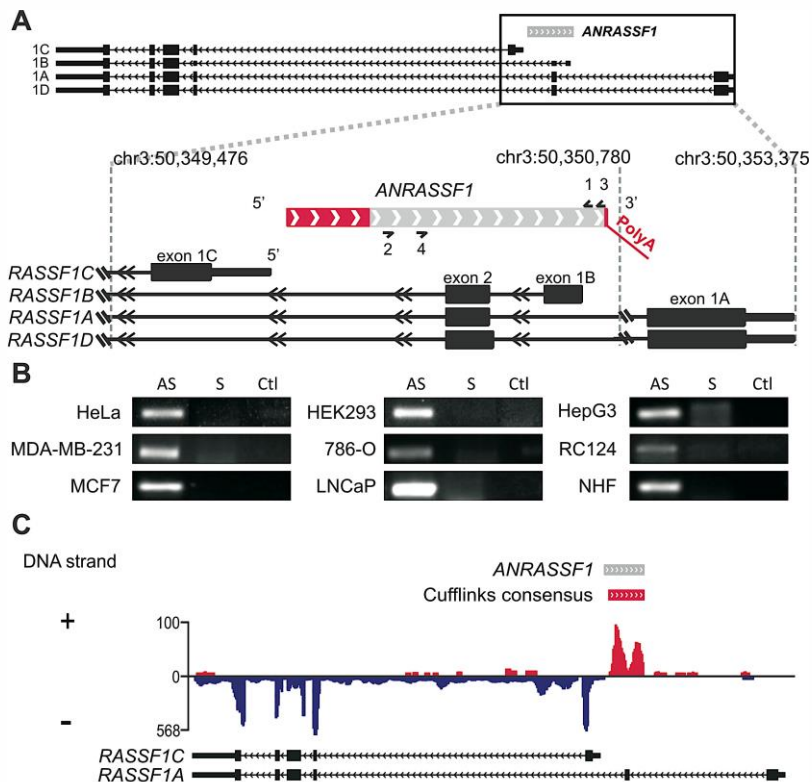 A
ANRASSF1
1C
1B
1A
1D
chr3:50,349,476
chr3:50,350,780
chr3:50,353,375
ANRASSF1
1 3
5’
3’
PolyA
2 4
exon 1C
5’
RASSF1C
exon 2
exon 1B
RASSF1B
exon 1A
RASSF1A
RASSF1D
B
AS S Ctl
AS S Ctl
AS S Ctl
HeLa
HEK293
HepG3
MDA-MB-231
786-O
RC124
MCF7
LNCaP
NHF
C
DNA strand
ANRASSF1
Cufflinks consensus
+
100
0
-
568
RASSF1C
RASSF1A